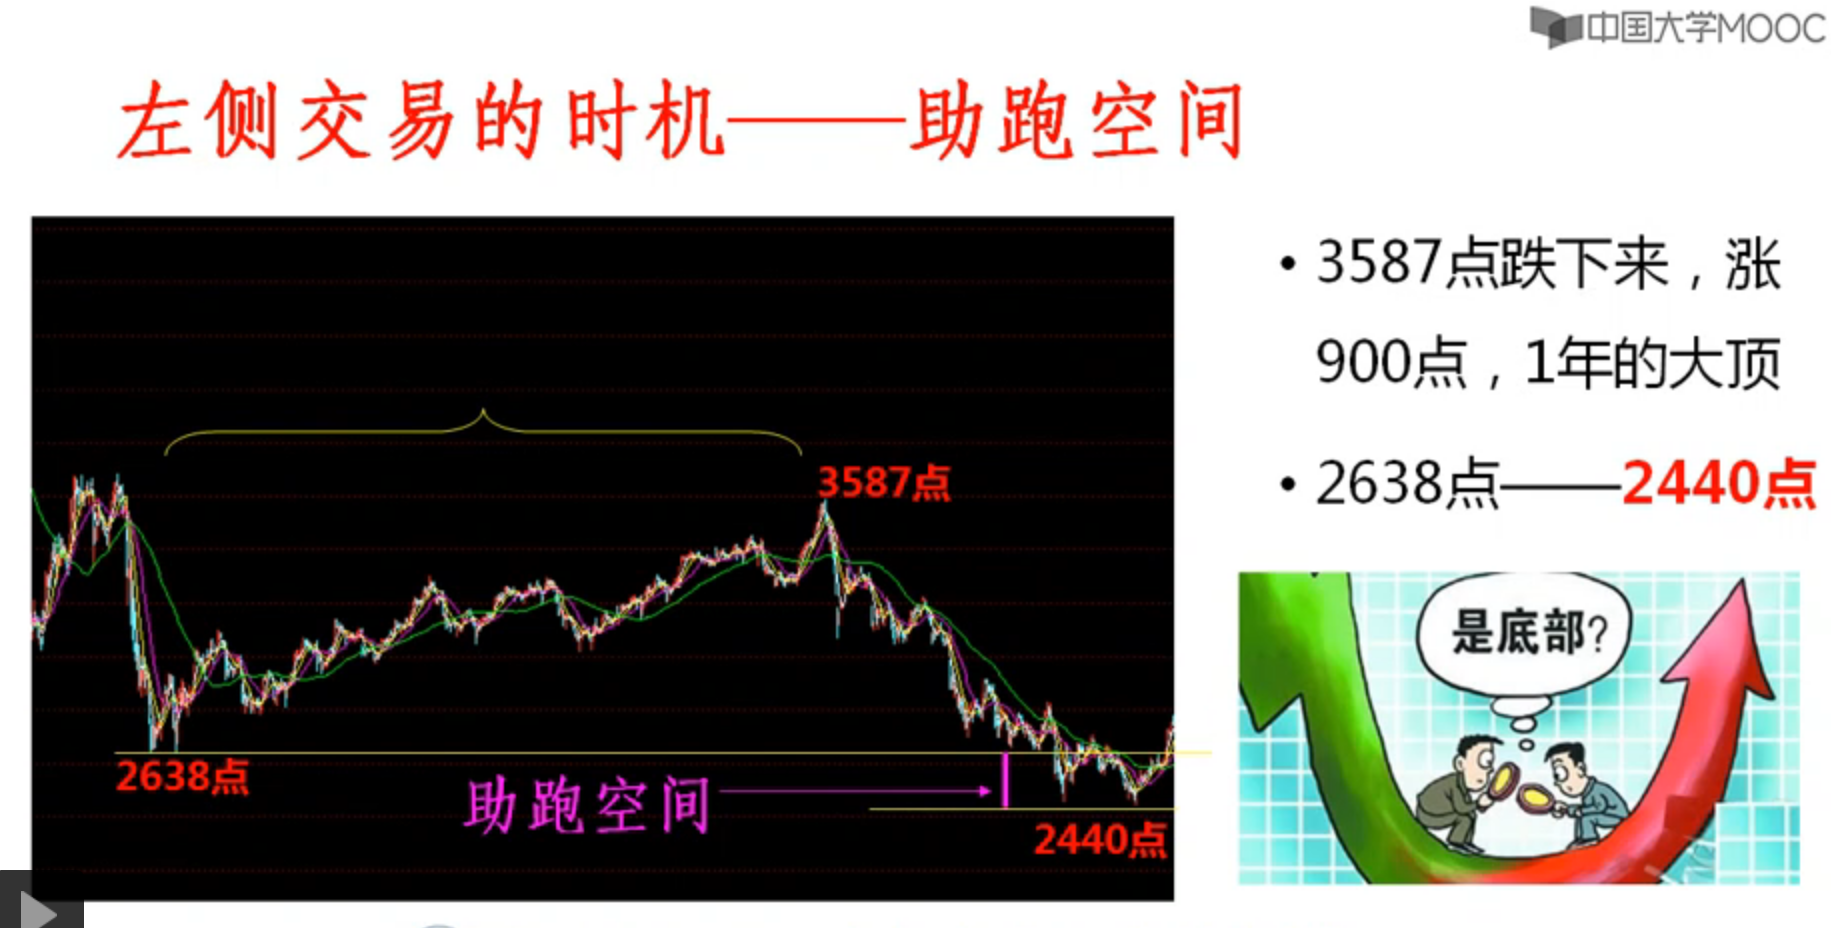 中国大学MOOC
左侧交易的时机——助跑空间
• 3587点跌下来，涨
900点，1年的大顶
• 2638点——2440点
3587点
2638点
助跑空间
2440点
是底部？